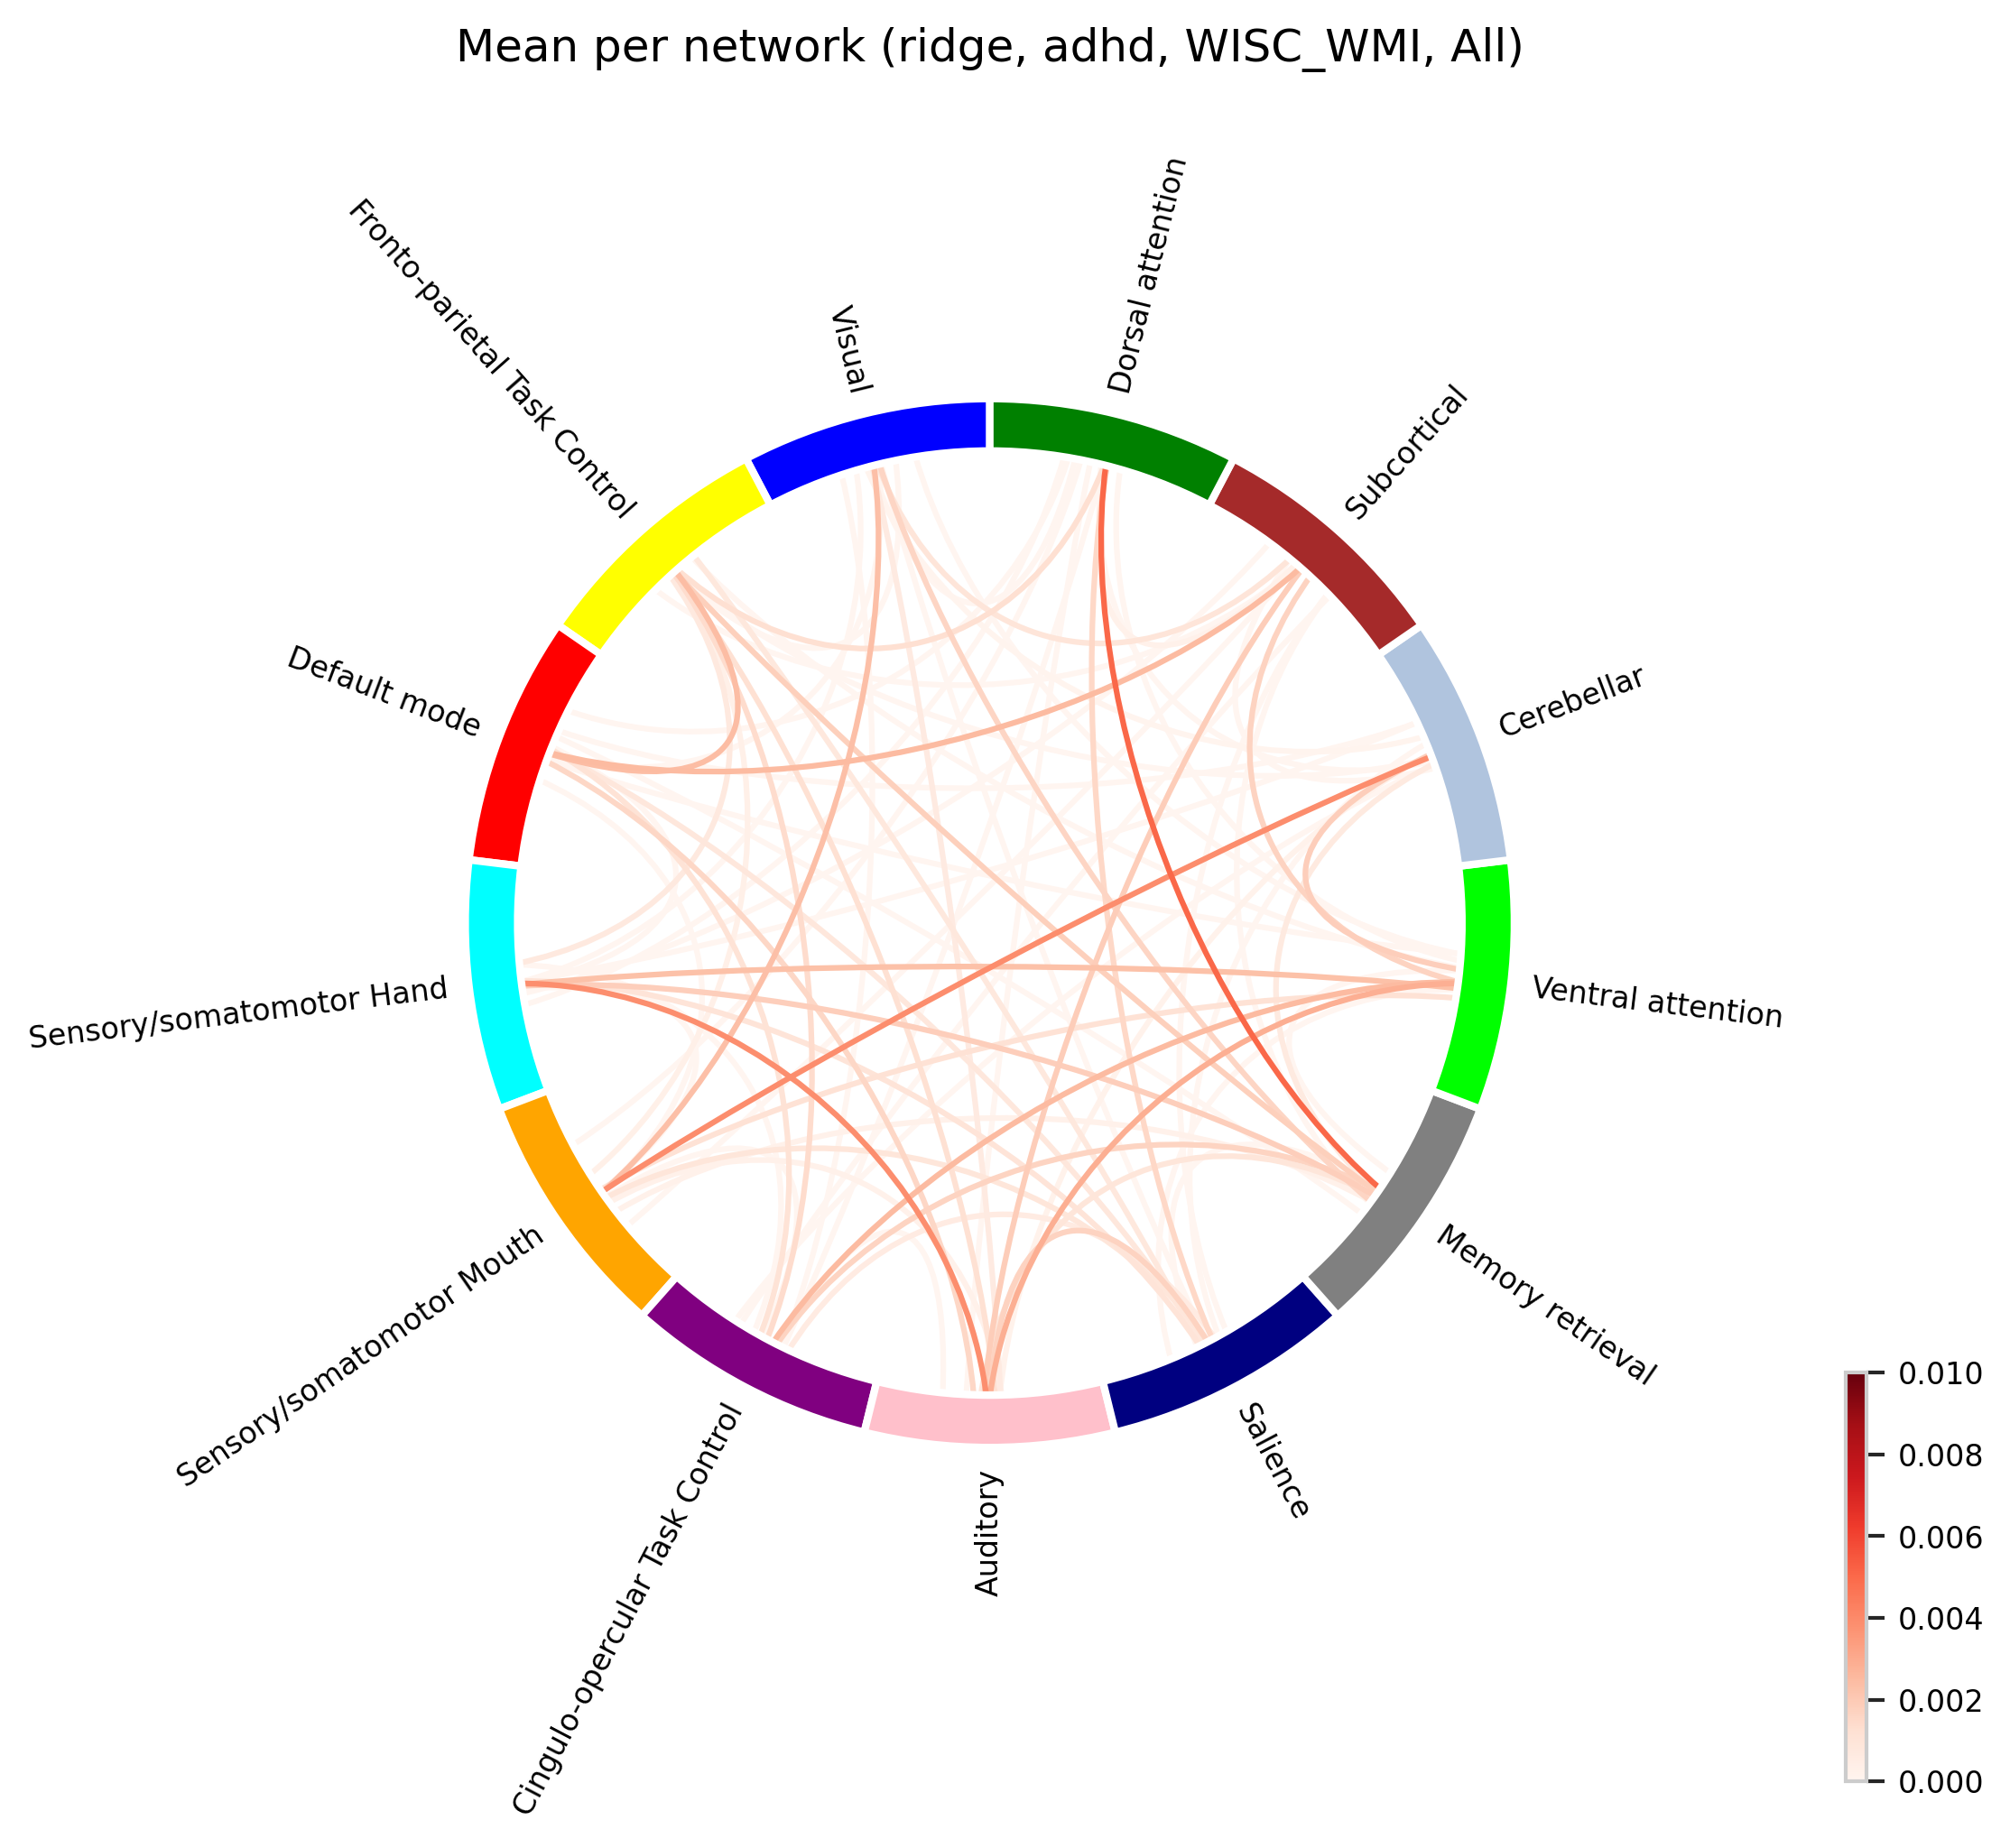 Mean per network (ridge, adhd, WISC_WMI, All)
Dorsal attention
Visual
Fronto-parietal Task Control
Subcortical
Default mode
Cerebellar
Sensory/somatomotor Hand
Ventral attention
Sensory/somatomotor Mouth
Memory retrieval
Cingulo-opercular Task Control
Auditory
Salience
0.010
0.008
0.006
0.004
0.002
0.000